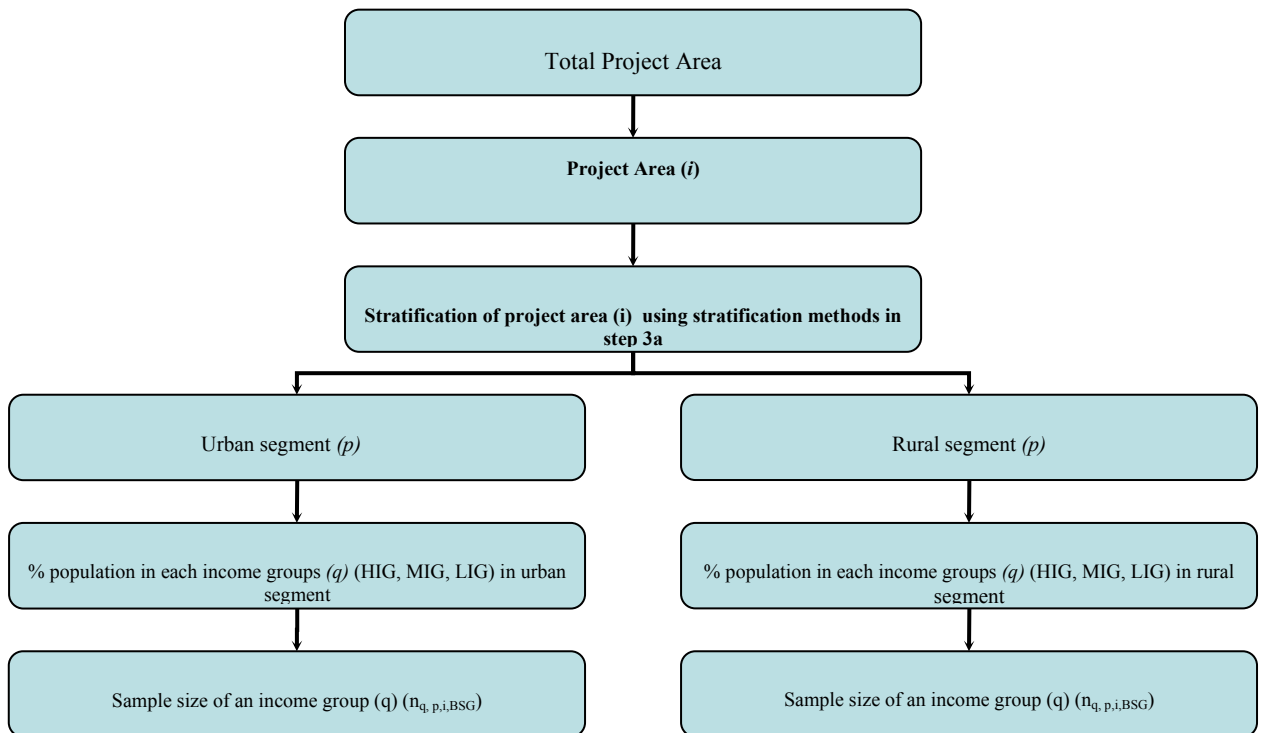 Total Project Area
Project Area (i)
Stratification of project area (i) using stratification methods in
step 3a
Urban segment (p)
Rural segment (p)
% population in each income groups (q) (HIG, MIG, LIG) in urban
segment
% population in each income groups (q) (HIG, MIG, LIG) in rural
segment
Sample size of an income group (q) (nq, p,i,BSG)
Sample size of an income group (q) (nq, p,i,BSG)